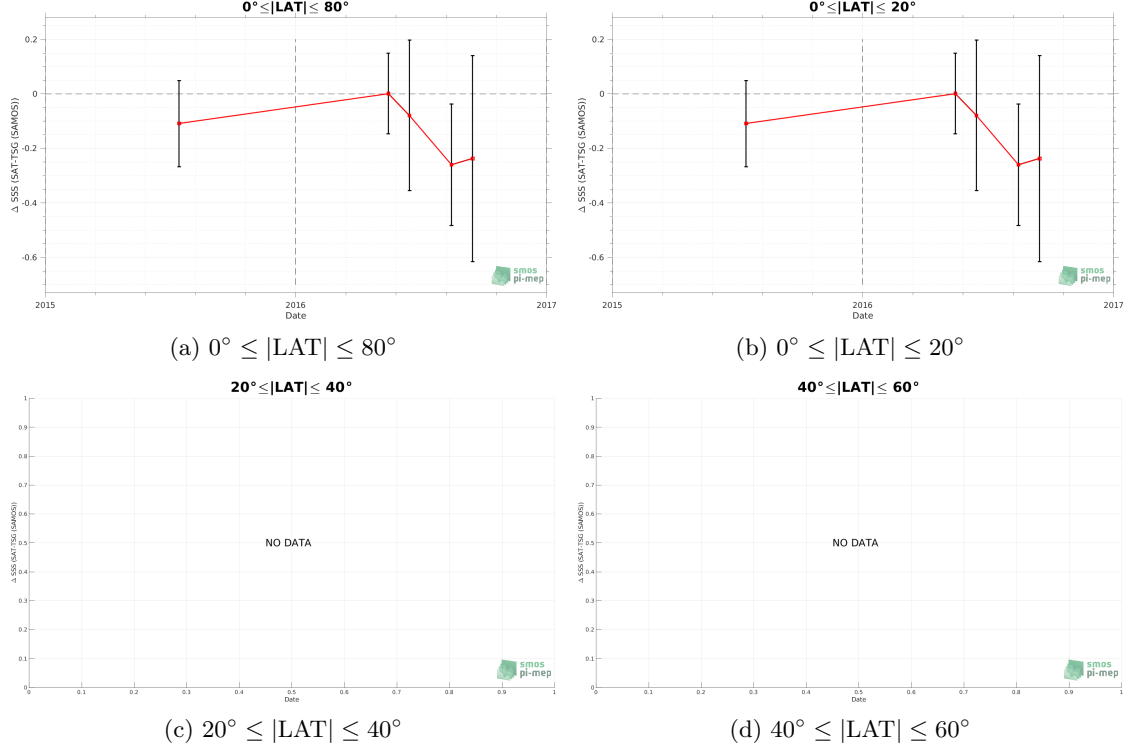 0°≤|LAT|≤ 80°
0.2
0
-0.2
-0.4
-0.6
Δ SSS (SAT-TSG (SAMOS))
2015
2016
2017
Date
smos
pi-mep
(a) 0° ≤ |LAT| ≤ 80°
0°≤|LAT|≤ 20°
0.2
0
-0.2
-0.4
-0.6
Δ SSS (SAT-TSG (SAMOS))
2015
2016
2017
Date
smos
pi-mep
(b) 0° ≤ |LAT| ≤ 20°
20°≤|LAT|≤ 40°
1
0.9
0.8
0.7
0.6
0.5
0.4
0.3
0.2
0.1
0
Δ SSS (SAT-TSG (SAMOS))
NO DATA
0 0.1 0.2 0.3 0.4 0.5 0.6 0.7 0.8 0.9 1
Date
smos
pi-mep
(c) 20° ≤ |LAT| ≤ 40°
40°≤|LAT|≤ 60°
1
0.9
0.8
0.7
0.6
0.5
0.4
0.3
0.2
0.1
0
Δ SSS (SAT-TSG (SAMOS))
NO DATA
0 0.1 0.2 0.3 0.4 0.5 0.6 0.7 0.8 0.9 1
Date
smos
pi-mep
(d) 40° ≤ |LAT| ≤ 60°